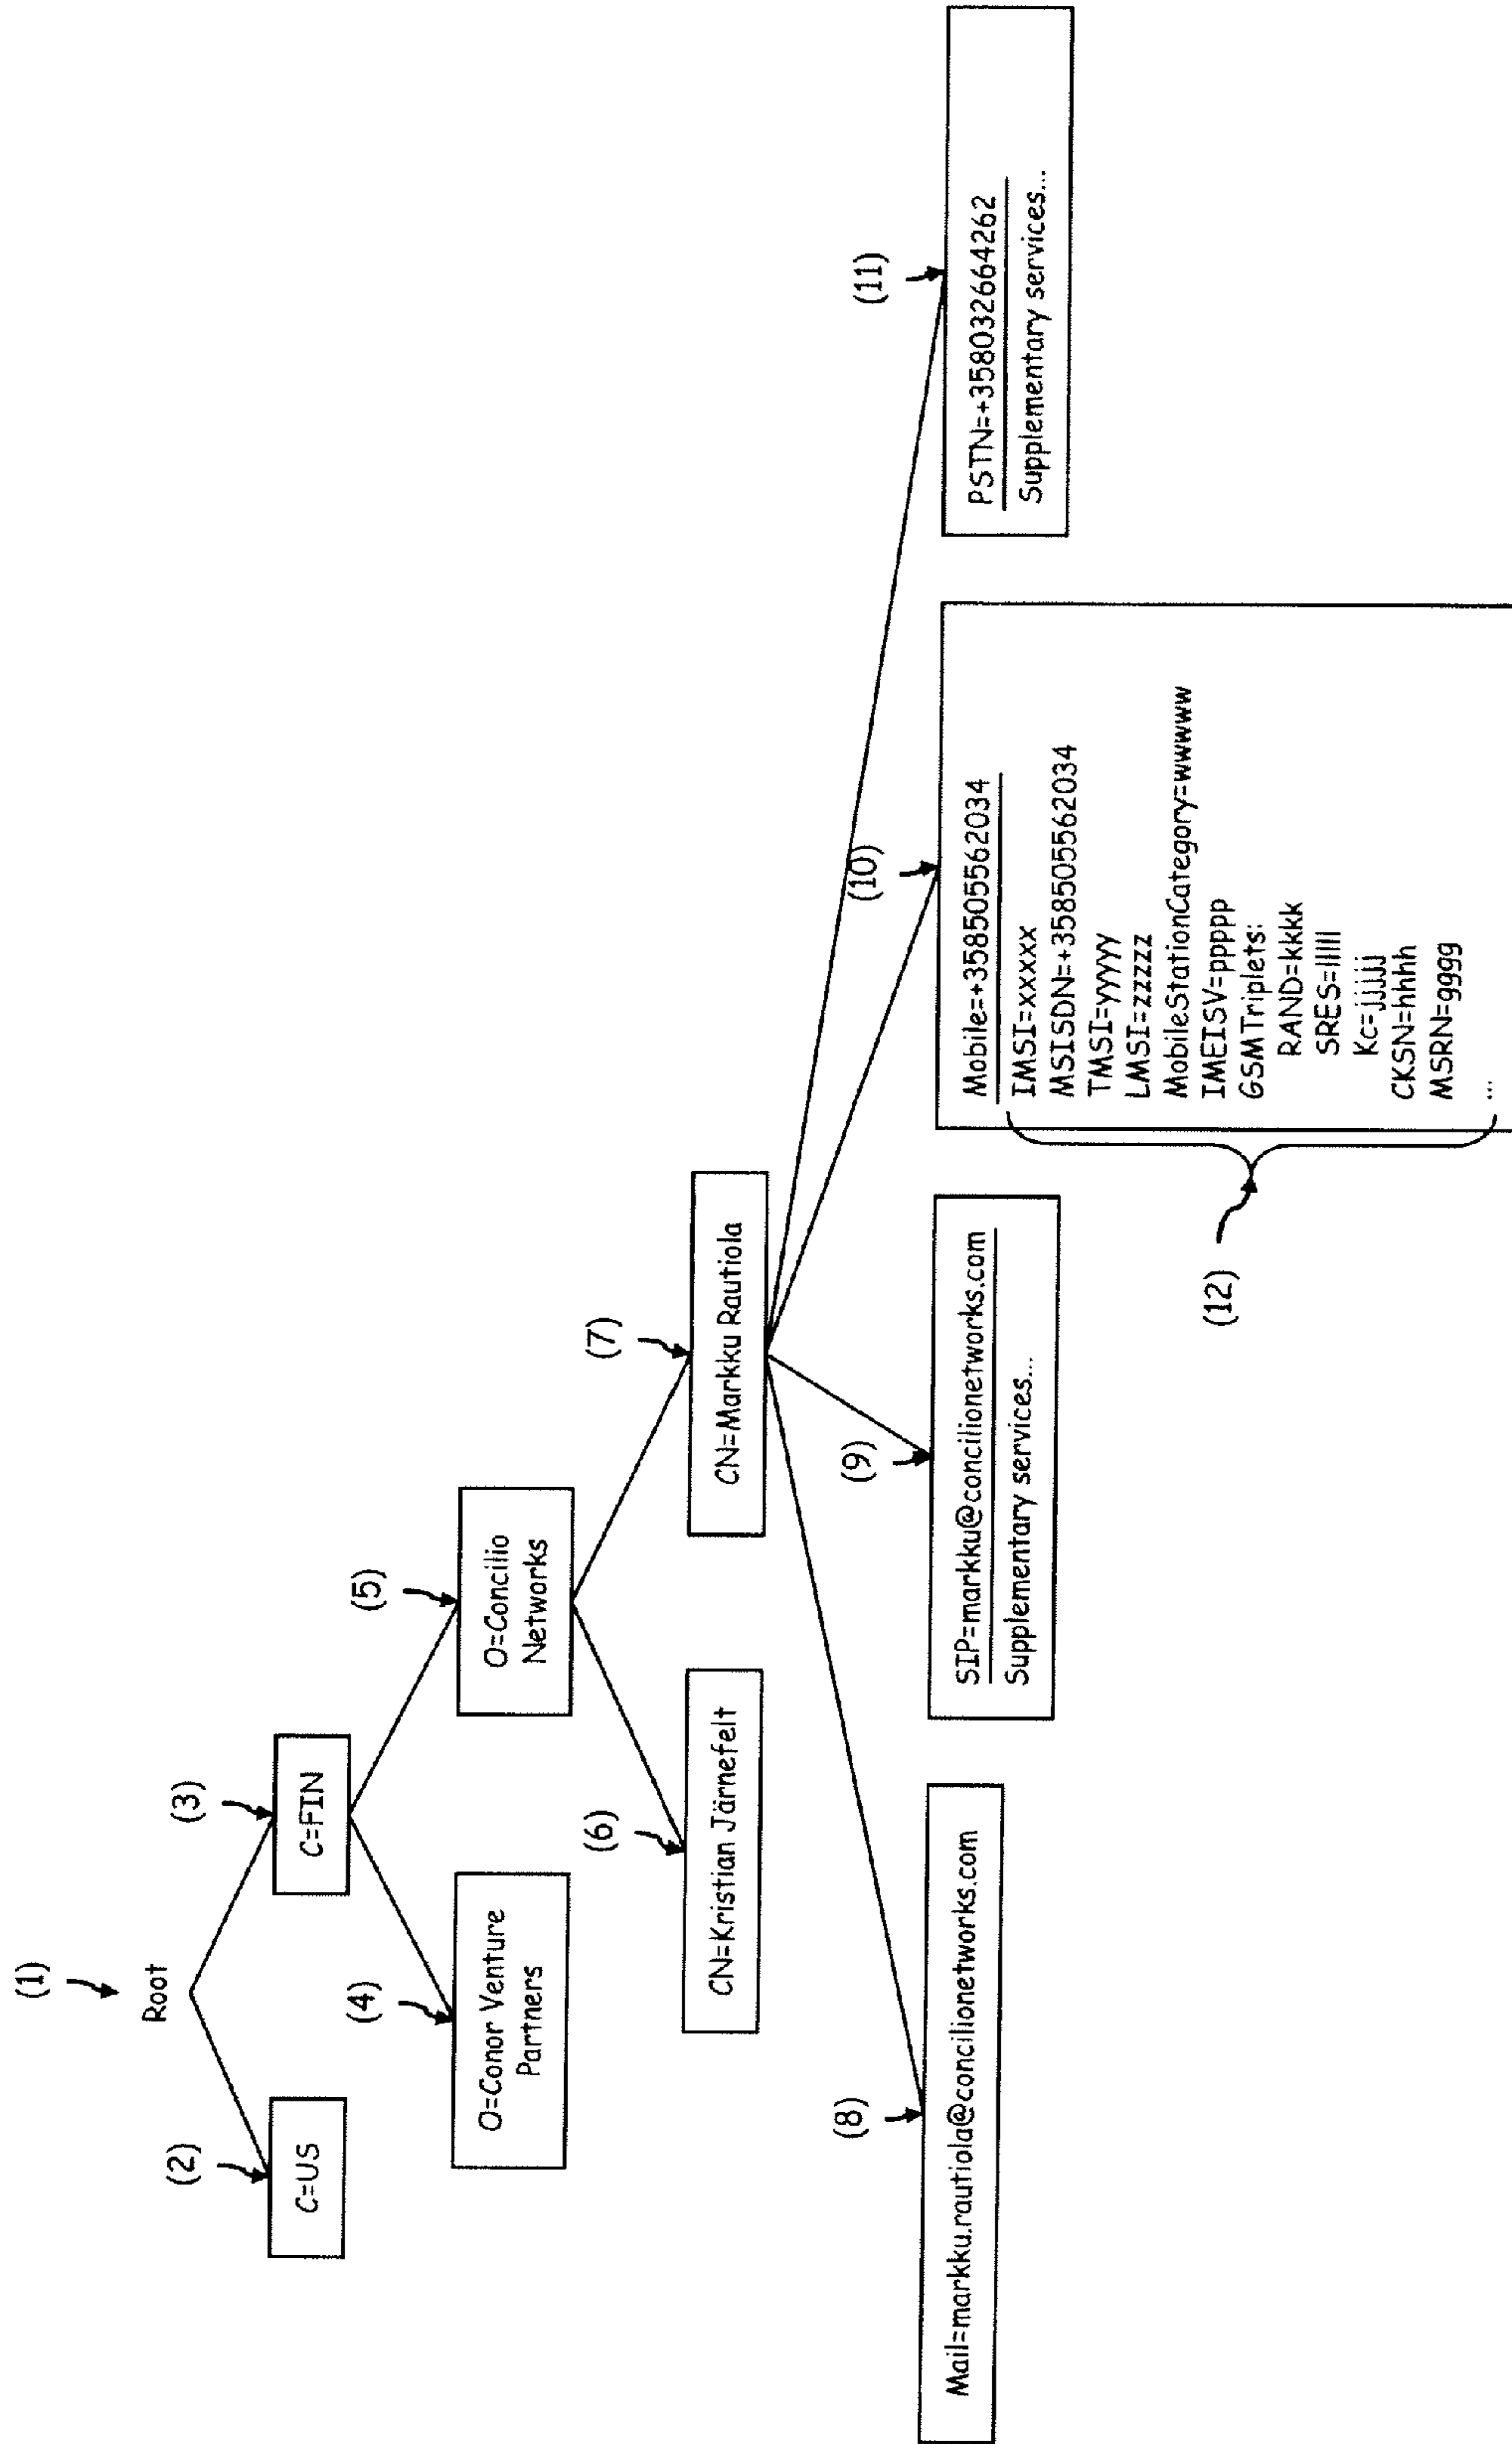 (1)
Root
(2)
(3)
C=US
C=FIN
(4)
(5)
O=Conor Venture
Partners
O=Concilio
Networks
(6)
(7)
CN=Kristian Järnefelt
CN=Markku Rautiola
(8)
(9)
(10)
(11)
Mail=markku.rautiola@concilionetworks.com
SIP=markku@concilionetworks.com
Supplementary services...
Mobile=+35850556​2034
IMSI=xxxxx
MSISDN=+358505562034
TMSI=yyyyy
LMSI=zzzzz
MobileStationCategory=wwwww
IMEISV=ppppp
GSMTriplets:
RAND=kkkk
SRES=lllll
Kc=jjjjj
CKSN=hhhh
MSRN=gggg
...
PSTN=+358032664262
Supplementary services...
(12)